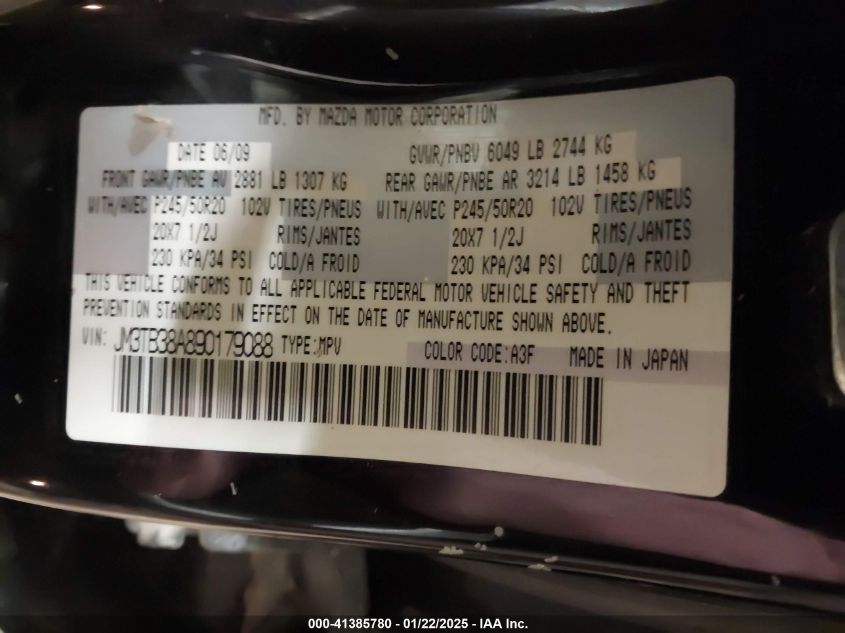 MFD. BY MAZDA MOTOR CORPORATION
DATE 06/09 GVWR/PNBV 6049 LB 2744 KG
FRONT GAWR/PNBE AV 2881 LB 1307 KG REAR GAWR/PNBE AR 3214 LB 1458 KG
WITH/AVEC P245/50R20 102V TIRES/PNEUS WITH/AVEC P245/50R20 102V TIRES/PNEUS
20X7 1/2J RIMS/JANTES 20X7 1/2J RIMS/JANTES
230 KPA/34 PSI COLD/A FROID 230 KPA/34 PSI COLD/A FROID
THIS VEHICLE CONFORMS TO ALL APPLICABLE FEDERAL MOTOR VEHICLE SAFETY AND THEFT
PREVENTION STANDARDS IN EFFECT ON THE DATE OF MANUFACTURE SHOWN ABOVE.
VIN: JM3TB38A890179088 TYPE:MPV COLOR CODE:A3F MADE IN JAPAN
000-41385780 - 01/22/2025 - IAA Inc.